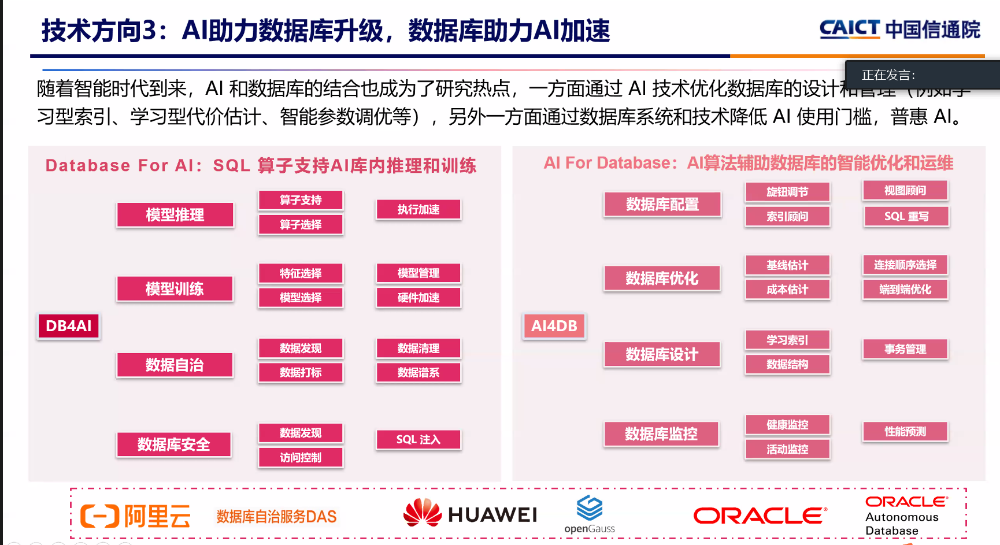 技术方向3：AI助力数据库升级，数据库助力AI加速
CAICT 中国信通院
正在发言：
随着智能时代到来，AI 和数据库的结合也成为了研究热点，一方面通过 AI 技术优化数据库的设计和管理（例如学
习型索引、学习型代价估计、智能参数调优等），另外一方面通过数据库系统和技术降低 AI 使用门槛，普惠 AI。
Database For AI：SQL 算子支持AI库内推理和训练
DB4AI
模型推理
算子支持
算子选择
执行加速
模型训练
特征选择
模型选择
模型管理
硬件加速
数据自治
数据发现
数据打标
数据清理
数据谱系
数据库安全
数据发现
访问控制
SQL 注入
AI For Database：AI算法辅助数据库的智能优化和运维
AI4DB
数据库配置
旋钮调节
索引顾问
视图顾问
SQL 重写
数据库优化
基线估计
成本估计
连接顺序选择
端到端优化
数据库设计
学习索引
数据结构
事务管理
数据库监控
健康监控
活动监控
性能预测
阿里云
数据库自治服务DAS
HUAWEI
openGauss
ORACLE®
ORACLE®
Autonomous
Database